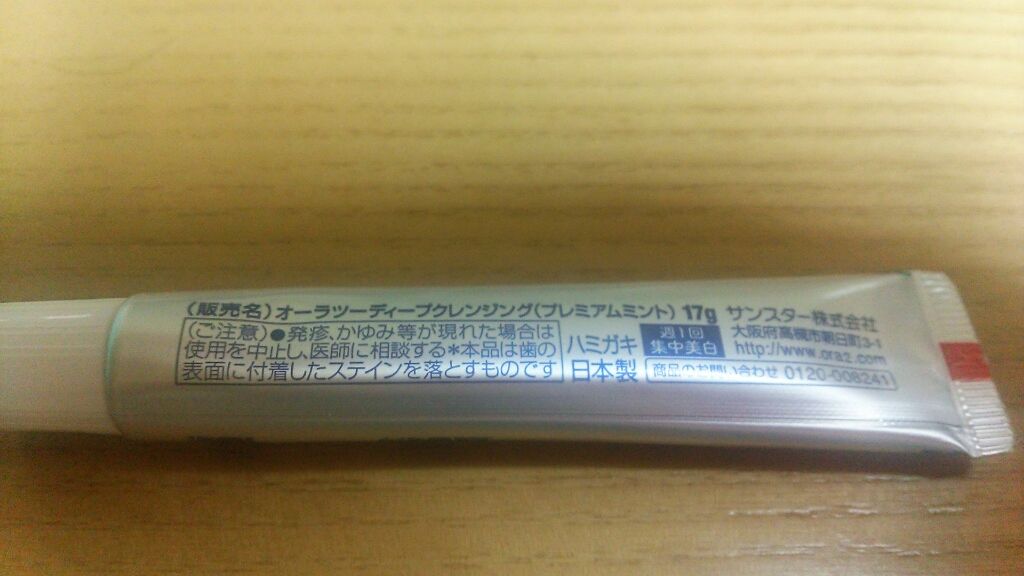 (販売名)オーラツーディープクレンジング(プレミアムミント) 17g
(ご注意)●発疹、かゆみ等が現れた場合は
使用を中止し、医師に相談する*本品は歯の
表面に付着したステインを落とすものです
ハミガキ
日本製
週1回
集中美白
サンスター株式会社
大阪府高槻市朝日町3-1
http://www.ora2.com
商品のお問い合わせ 0120-008241